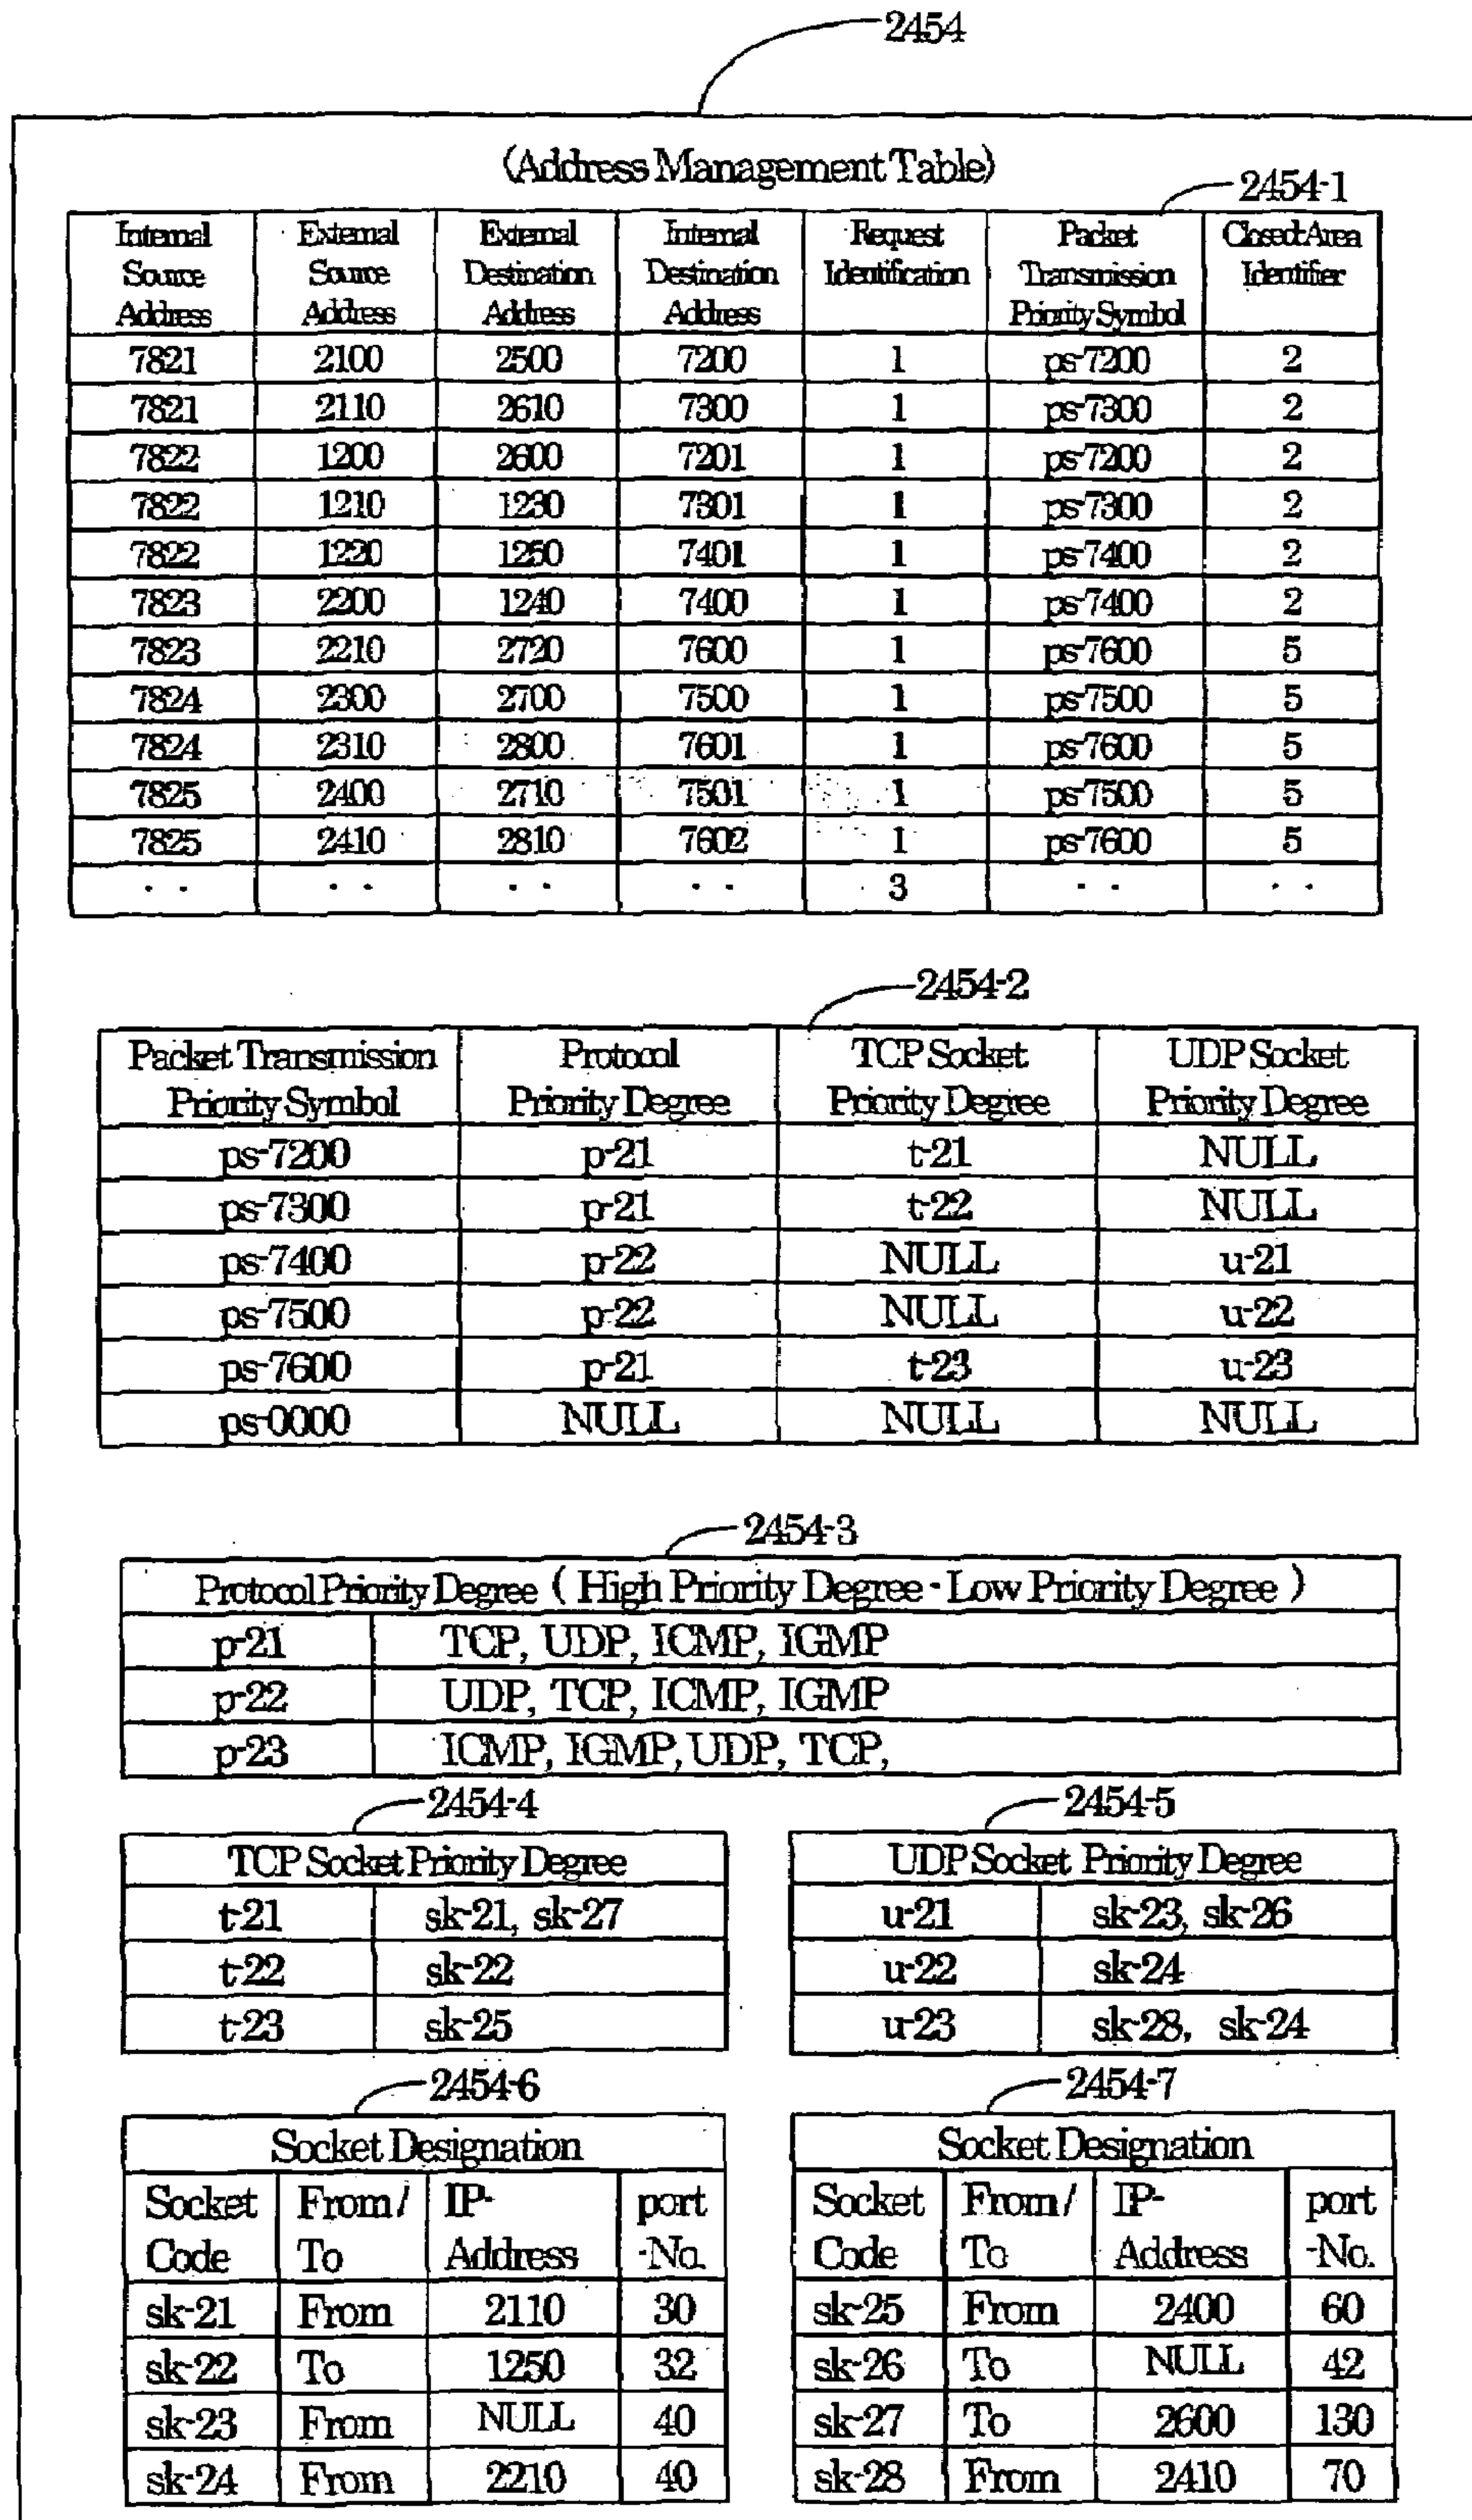 2454
(Address Management Table)
2454-1
Internal Source Address | External Source Address | External Destination Address | Internal Destination Address | Request Identification | Packet Transmission Priority Symbol | Closed-Area Identifier
7821 2100 2500 7200 1 ps-7200 2
7821 2110 2610 7300 1 ps-7300 2
7822 1200 2600 7201 1 ps-7200 2
7822 1210 1230 7301 1 ps-7300 2
7822 1220 1250 7401 1 ps-7400 2
7823 2200 1240 7400 1 ps-7400 2
7823 2210 2720 7600 1 ps-7600 5
7824 2300 2700 7500 1 ps-7500 5
7824 2310 2800 7601 1 ps-7600 5
7825 2400 2710 7501 1 ps-7500 5
7825 2410 2810 7602 1 ps-7600 5
. . . . . . . . 3 . . . .
2454-2
Packet Transmission Priority Symbol | Protocol Priority Degree | TCP Socket Priority Degree | UDP Socket Priority Degree
ps-7200 p-21 t-21 NULL
ps-7300 p-21 t-22 NULL
ps-7400 p-22 NULL u-21
ps-7500 p-22 NULL u-22
ps-7600 p-21 t-23 u-23
ps-0000 NULL NULL NULL
2454-3
Protocol Priority Degree ( High Priority Degree - Low Priority Degree )
p-21 TCP, UDP, ICMP, IGMP
p-22 UDP, TCP, ICMP, IGMP
p-23 ICMP, IGMP, UDP, TCP,
2454-4
TCP Socket Priority Degree
t-21 sk-21, sk-27
t-22 sk-22
t-23 sk-25
2454-5
UDP Socket Priority Degree
u-21 sk-23, sk-26
u-22 sk-24
u-23 sk-28, sk-24
2454-6
Socket Designation
Socket Code | From/ To | IP- Address | port -No.
sk-21 From 2110 30
sk-22 To 1250 32
sk-23 From NULL 40
sk-24 From 2210 40
2454-7
Socket Designation
Socket Code | From/ To | IP- Address | port -No.
sk-25 From 2400 60
sk-26 To NULL 42
sk-27 To 2600 130
sk-28 From 2410 70